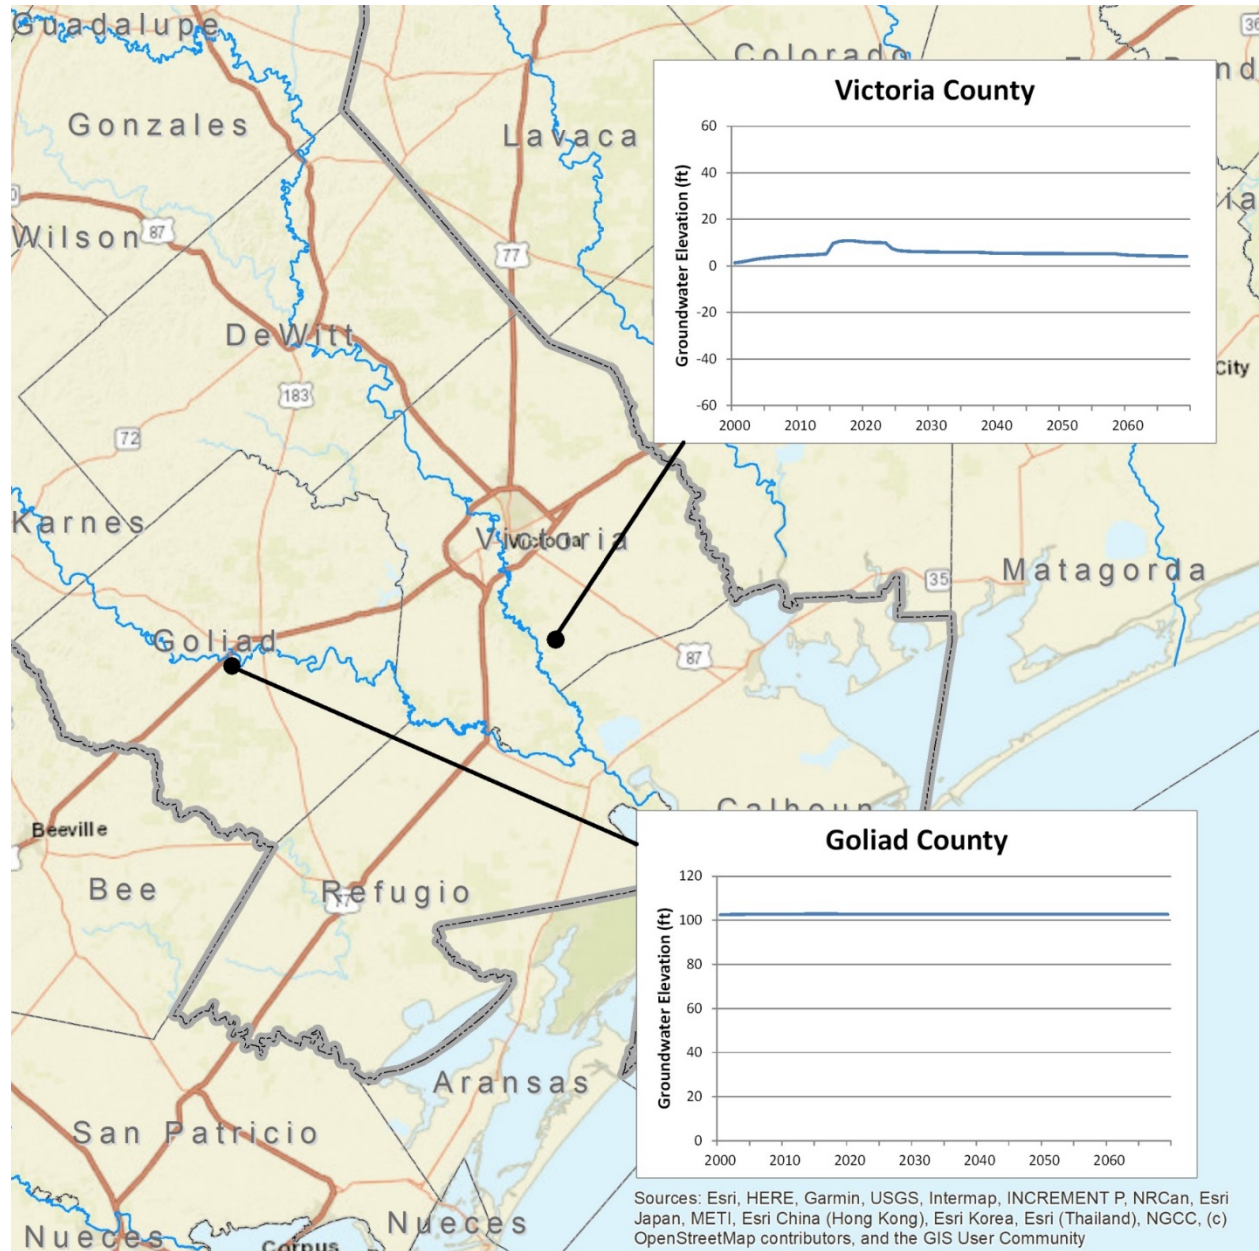 Guadalupe
Colorado
36
Gonzales
Lavaca
Wilson
87
77
DeWitt
183
72
Karnes
Victoria
Goliad
87
35
Matagorda
City
Beeville
Bee
Refugio
77
Calhoun
Aransas
San Patricio
Nueces
Nueces
Corpus
Victoria County
Groundwater Elevation (ft)
60
40
20
0
-20
-40
-60
2000 2010 2020 2030 2040 2050 2060
Goliad County
Groundwater Elevation (ft)
120
100
80
60
40
20
0
2000 2010 2020 2030 2040 2050 2060
Sources: Esri, HERE, Garmin, USGS, Intermap, INCREMENT P, NRCan, Esri
Japan, METI, Esri China (Hong Kong), Esri Korea, Esri (Thailand), NGCC, (c)
OpenStreetMap contributors, and the GIS User Community